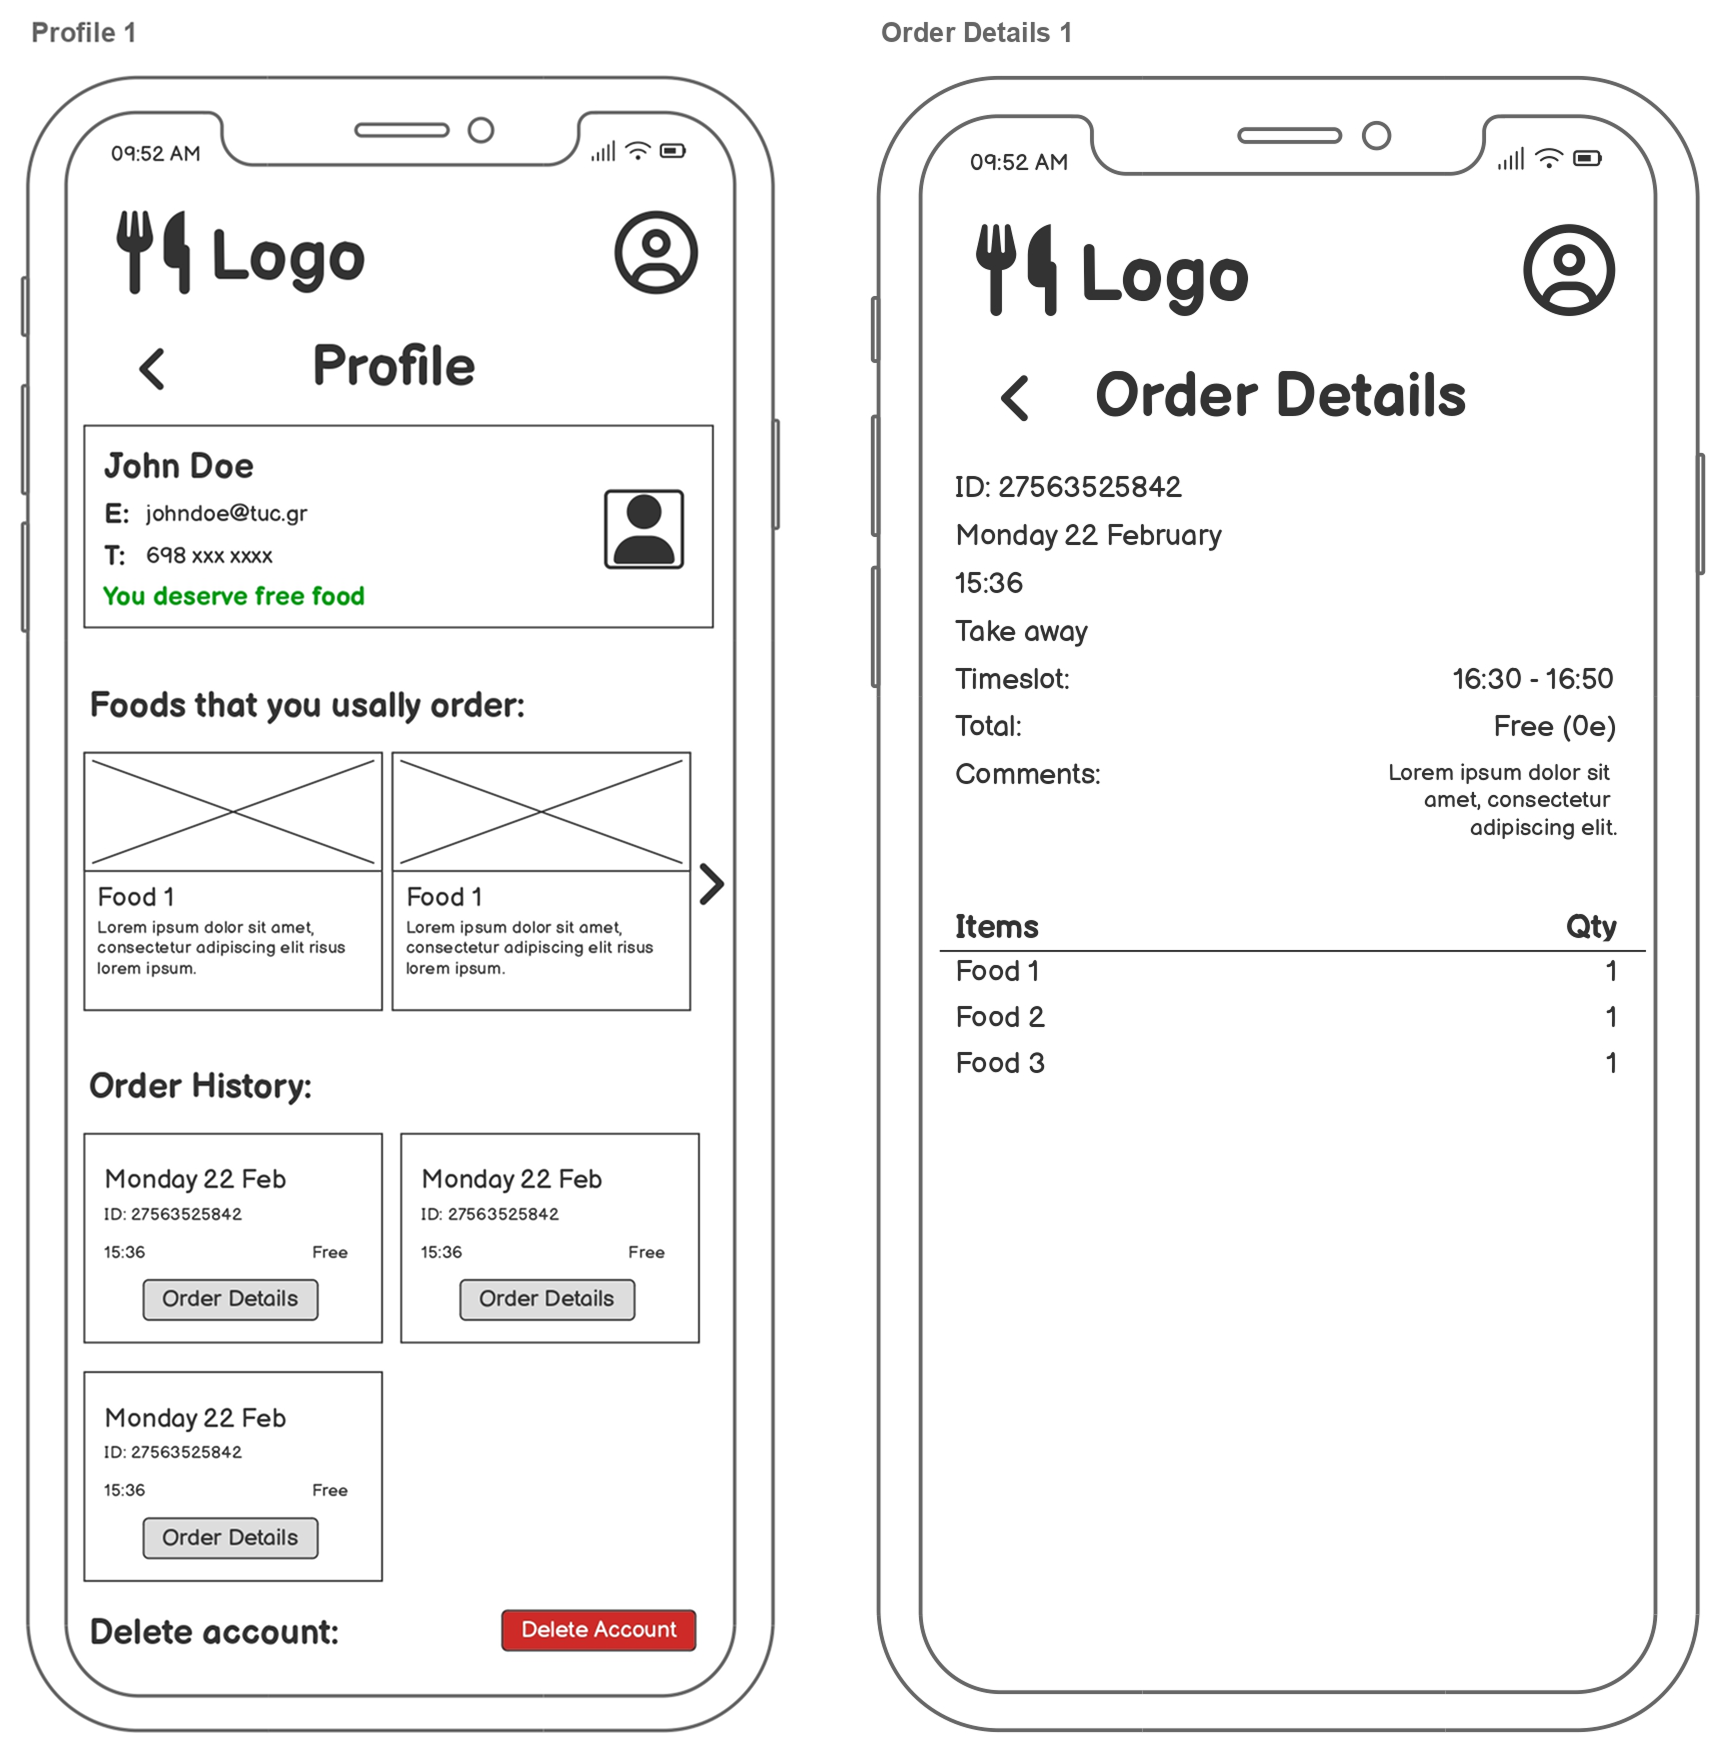 Profile 1
09:52 AM
Logo
Profile
John Doe
E: johndoe@tuc.gr
T: 698 xxx xxxx
You deserve free food
Foods that you usally order:
Food 1
Lorem ipsum dolor sit amet,
consectetur adipiscing elit risus
lorem ipsum.
Food 1
Lorem ipsum dolor sit amet,
consectetur adipiscing elit risus
lorem ipsum.
Order History:
Monday 22 Feb
ID: 27563525842
15:36 Free
Order Details
Monday 22 Feb
ID: 27563525842
15:36 Free
Order Details
Monday 22 Feb
ID: 27563525842
15:36 Free
Order Details
Delete account: Delete Account
Order Details 1
09:52 AM
Logo
Order Details
ID: 27563525842
Monday 22 February
15:36
Take away
Timeslot: 16:30 - 16:50
Total: Free (0e)
Comments: Lorem ipsum dolor sit
amet, consectetur
adipiscing elit.
Items Qty
Food 1 1
Food 2 1
Food 3 1